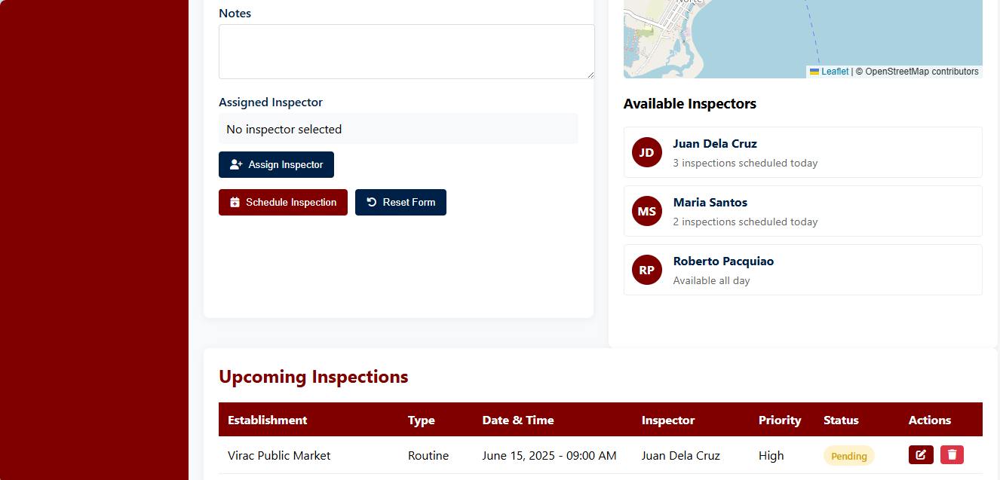 Notes
Assigned Inspector
No inspector selected
Assign Inspector
Schedule Inspection
Reset Form
Norte
Leaflet | © OpenStreetMap contributors
Available Inspectors
JD
Juan Dela Cruz
3 inspections scheduled today
MS
Maria Santos
2 inspections scheduled today
RP
Roberto Pacquiao
Available all day
Upcoming Inspections
Establishment Type Date & Time Inspector Priority Status Actions
Virac Public Market Routine June 15, 2025 - 09:00 AM Juan Dela Cruz High Pending